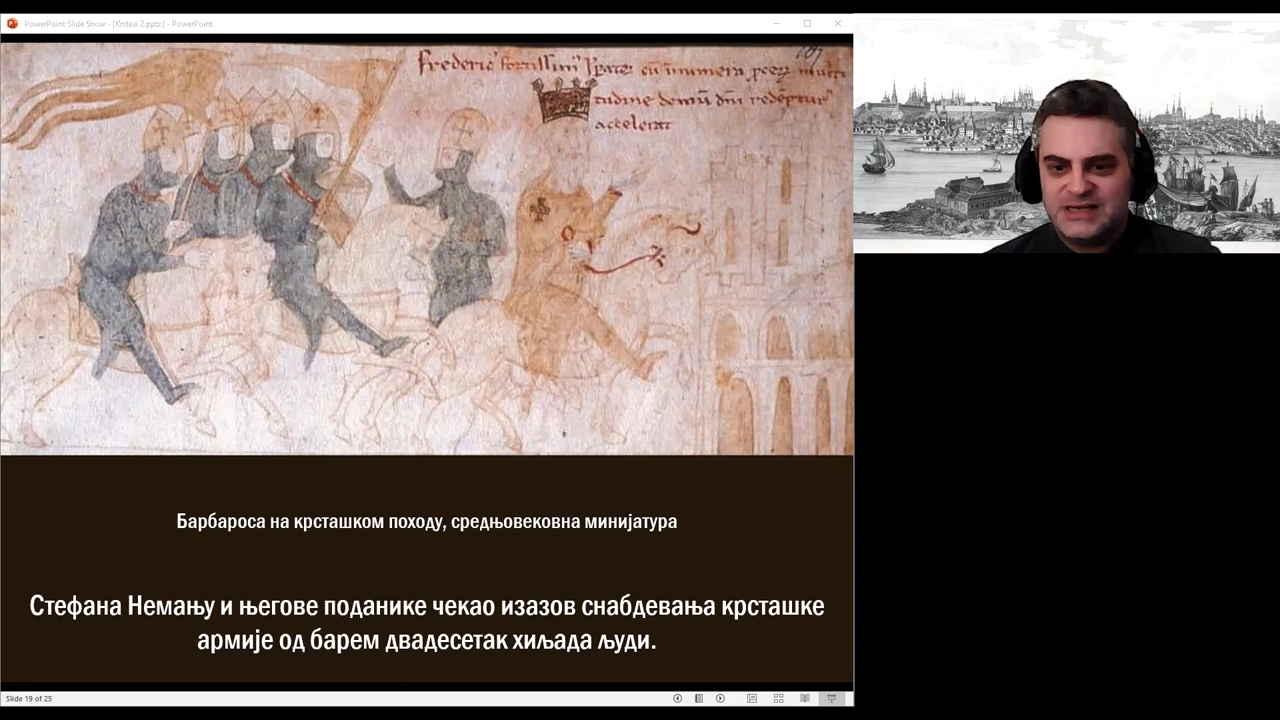 PowerPoint Slide Show - [Krstasi 2.pptx] - PowerPoint
accelerat
Барбароса на крсташком походу, средњовековна минијатура
Стефана Немању и његове поданике чекао изазов снабдевања крсташке
армије од барем двадесетак хиљада људи.
Slide 19 of 25